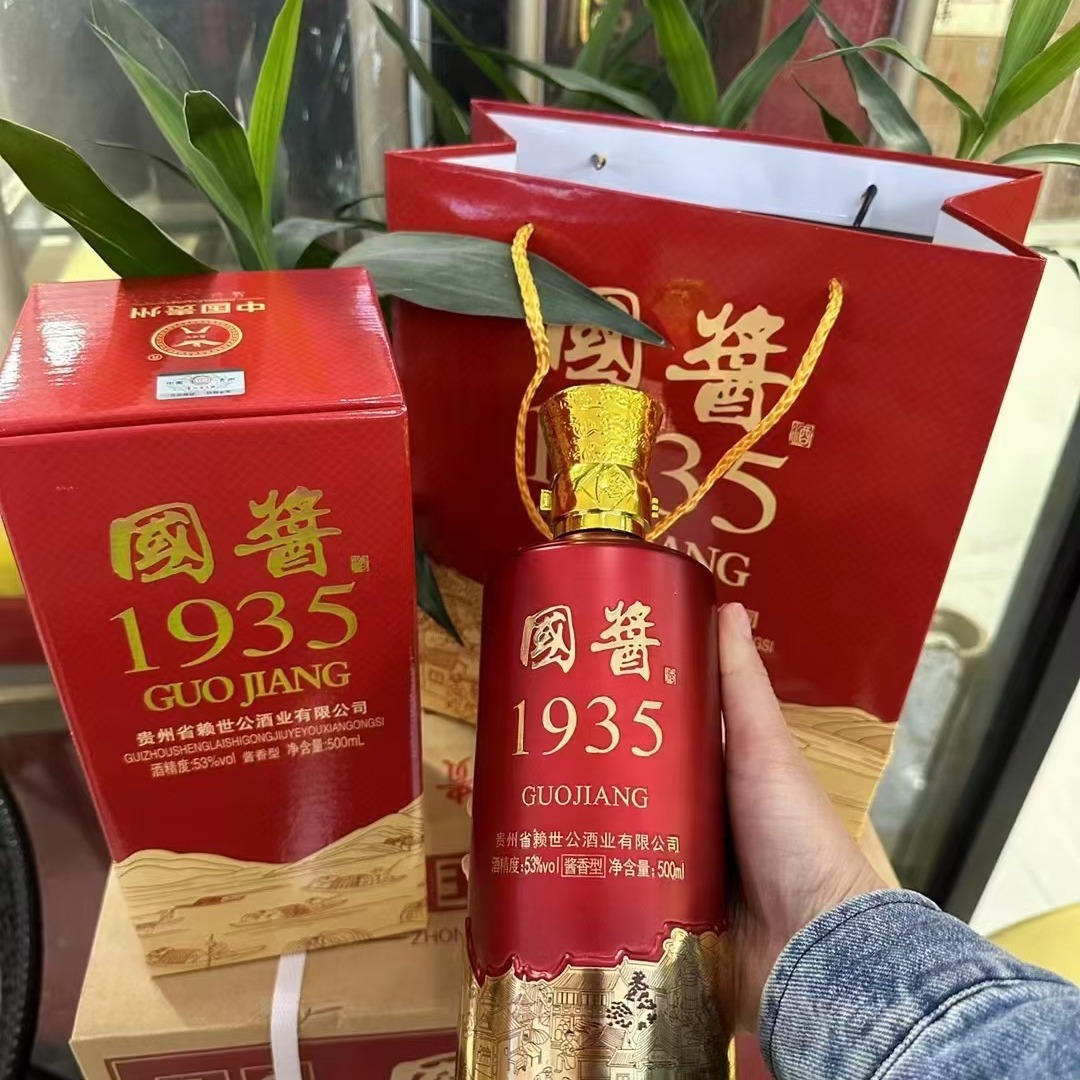 中国贵州
國醬
1935
GUO JIANG
贵州省赖世公酒业有限公司
GUIZHOUSHENGLAISHIGONGJIUYEYOUXIANGONGSI
酒精度:53%vol 酱香型 净含量:500mL
國醬
1935
國醬
1935
GUOJIANG
贵州省赖世公酒业有限公司
酒精度:53%vol 酱香型 净含量:500ml
ZHON